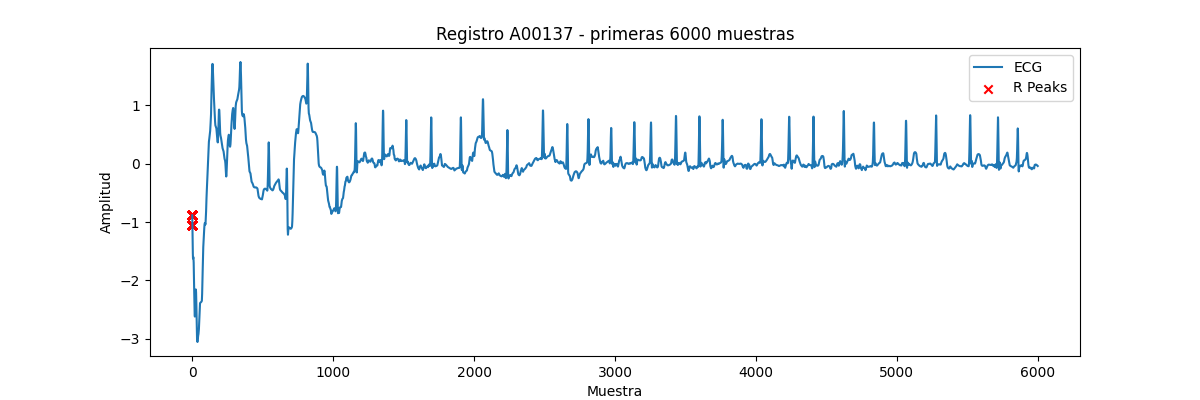 Registro A00137 - primeras 6000 muestras
ECG
R Peaks
Amplitud
1
0
−1
−2
−3
0
1000
2000
3000
4000
5000
6000
Muestra